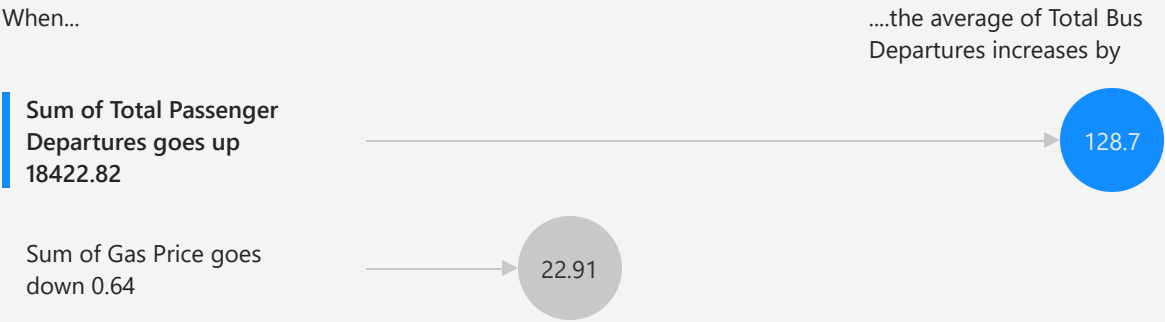 When...
....the average of Total Bus
Departures increases by
Sum of Total Passenger
Departures goes up
18422.82
128.7
Sum of Gas Price goes
down 0.64
22.91